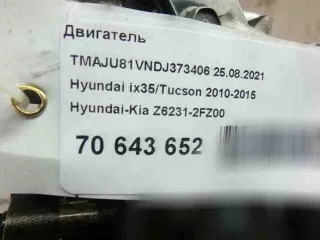 Двигатель
TMAJU81VNDJ373406 25.08.2021
Hyundai ix35/Tucson 2010-2015
Hyundai-Kia Z6231-2FZ00
70 643 652